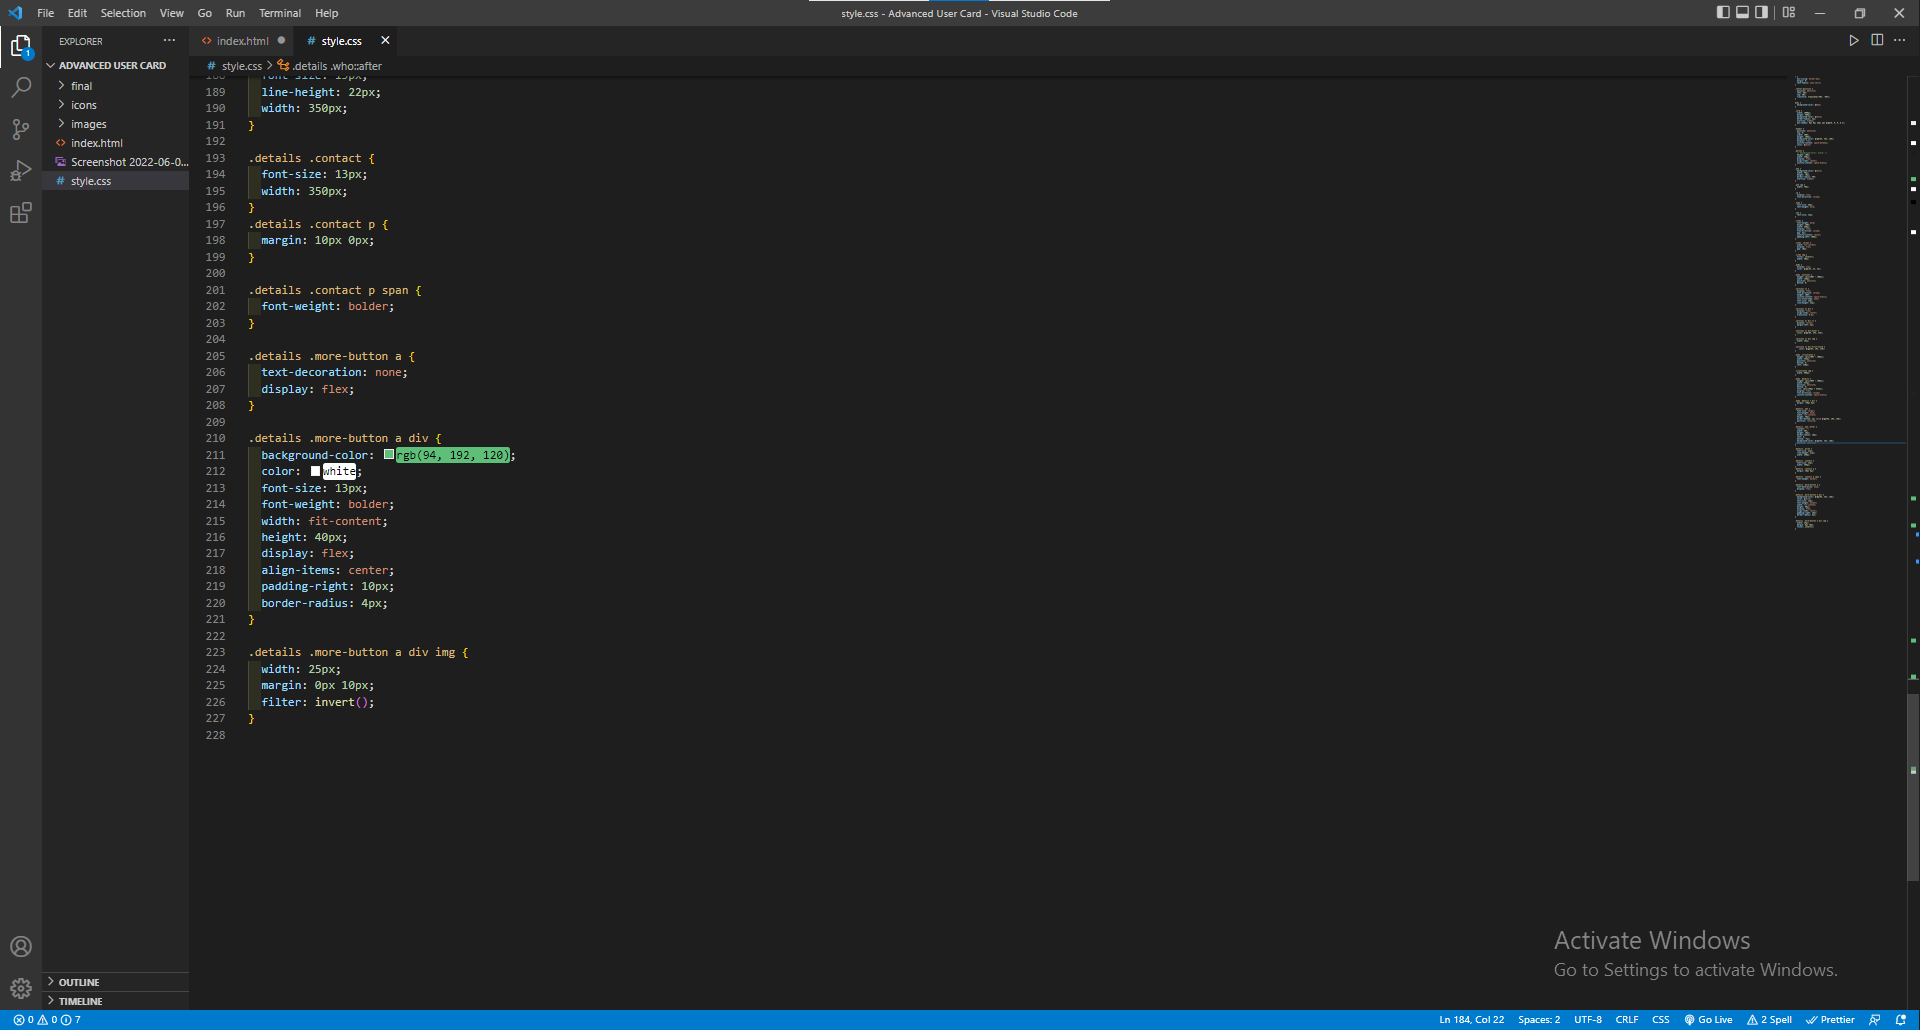 File Edit Selection View Go Run Terminal Help
style.css - Advanced User Card - Visual Studio Code
EXPLORER
index.html
# style.css
1
ADVANCED USER CARD
# style.css > .details .who::after
final
icons
images
index.html
Screenshot 2022-06-0...
# style.css
188 font-size: 15px;
189 line-height: 22px;
190 width: 350px;
191 }
192
193 .details .contact {
194 font-size: 13px;
195 width: 350px;
196 }
197 .details .contact p {
198 margin: 10px 0px;
199 }
200
201 .details .contact p span {
202 font-weight: bolder;
203 }
204
205 .details .more-button a {
206 text-decoration: none;
207 display: flex;
208 }
209
210 .details .more-button a div {
211 background-color: rgb(94, 192, 120);
212 color: white;
213 font-size: 13px;
214 font-weight: bolder;
215 width: fit-content;
216 height: 40px;
217 display: flex;
218 align-items: center;
219 padding-right: 10px;
220 border-radius: 4px;
221 }
222
223 .details .more-button a div img {
224 width: 25px;
225 margin: 0px 10px;
226 filter: invert();
227 }
228
Activate Windows
Go to Settings to activate Windows.
OUTLINE
TIMELINE
0 0 7
Ln 184, Col 22 Spaces: 2 UTF-8 CRLF CSS Go Live 2 Spell Prettier